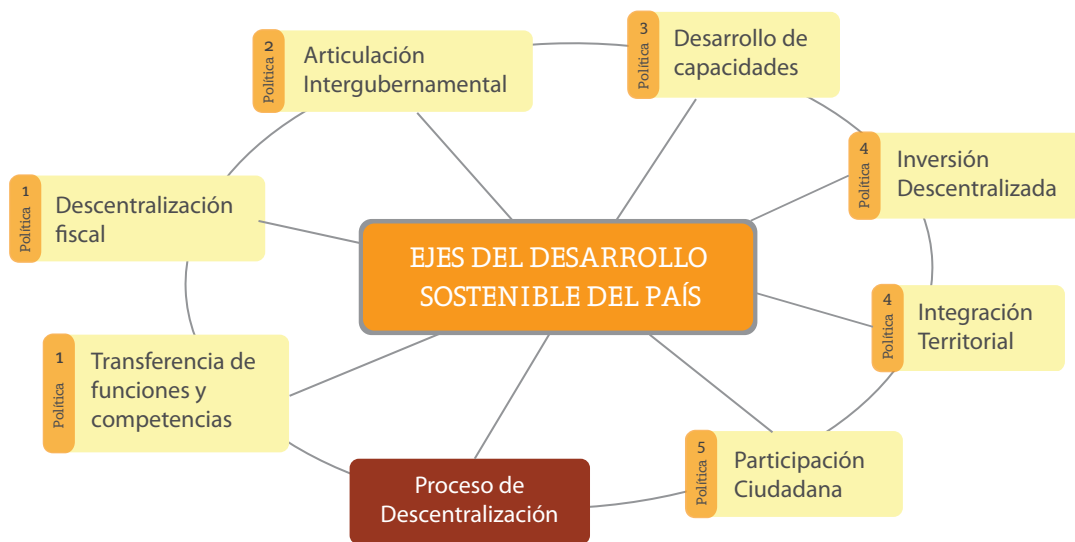 Política 2
Articulación
Intergubernamental
Política 3
Desarrollo de
capacidades
Política 4
Inversión
Descentralizada
Política 1
Descentralización
fiscal
EJES DEL DESARROLLO
SOSTENIBLE DEL PAÍS
Política 4
Integración
Territorial
Política 1
Transferencia de
funciones y
competencias
Política 5
Participación
Ciudadana
Proceso de
Descentralización